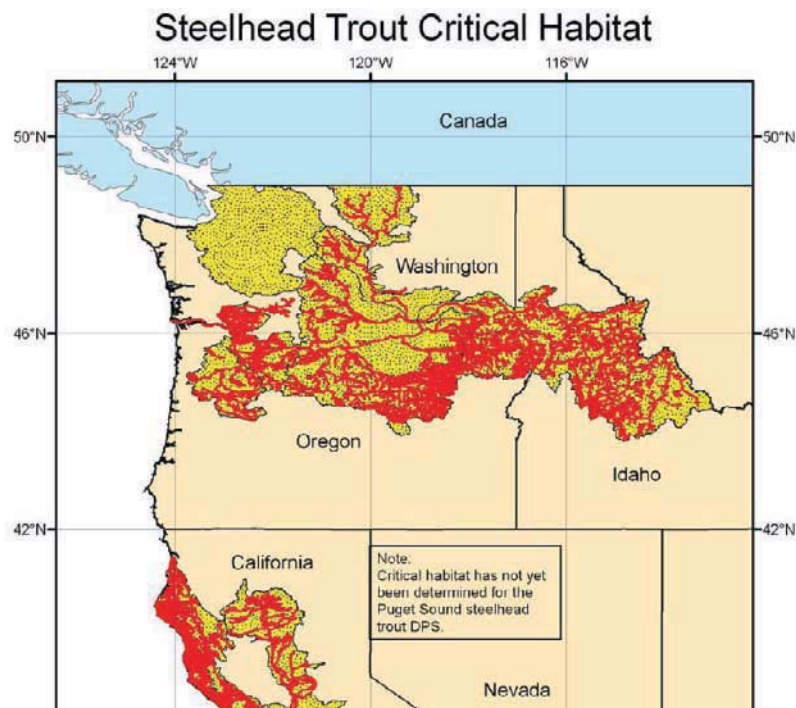 Steelhead Trout Critical Habitat
124°W 120°W 116°W
50°N 50°N
Canada
Washington
46°N 46°N
Oregon
Idaho
42°N 42°N
California
Note:
Critical habitat has not yet
been determined for the
Puget Sound steelhead
trout DPS.
Nevada